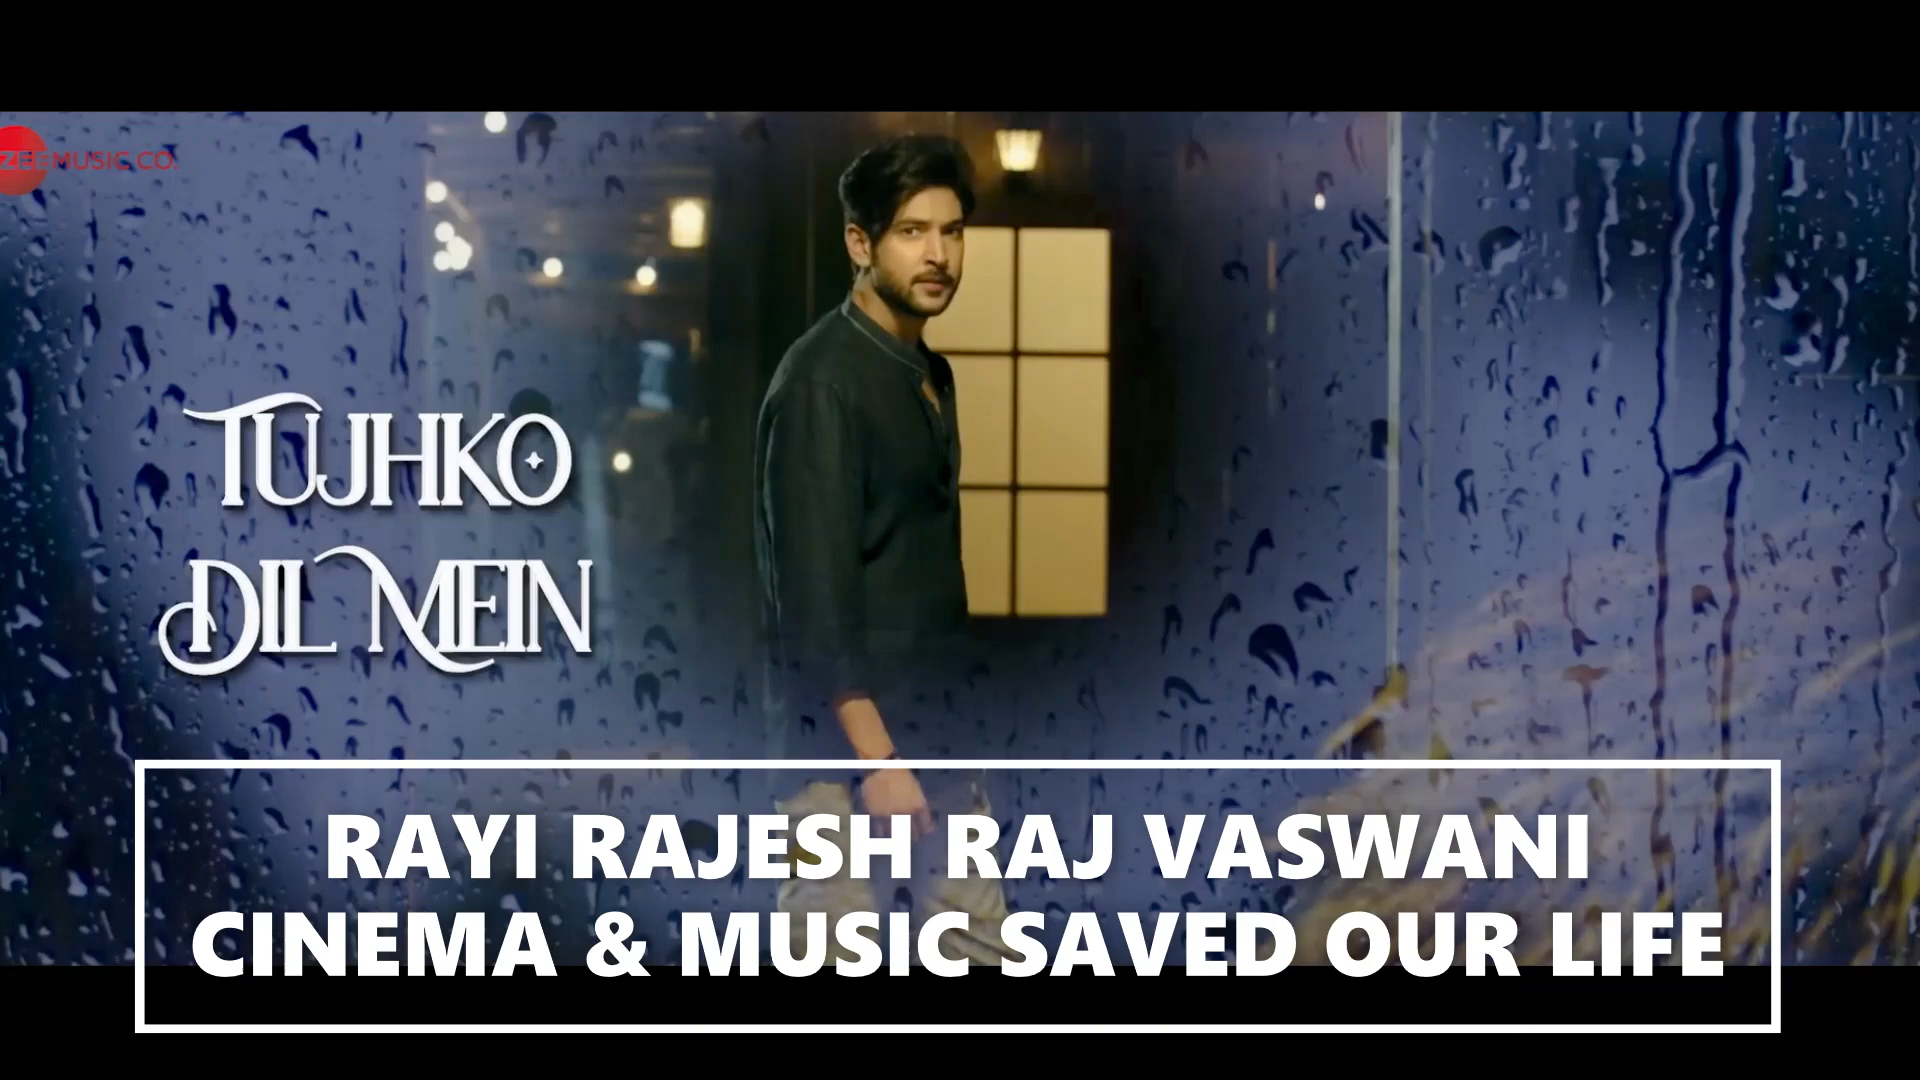 ZEE MUSIC CO.
TUJHKO
DIL MEIN
RAYI RAJESH RAJ VASWANI
CINEMA & MUSIC SAVED OUR LIFE